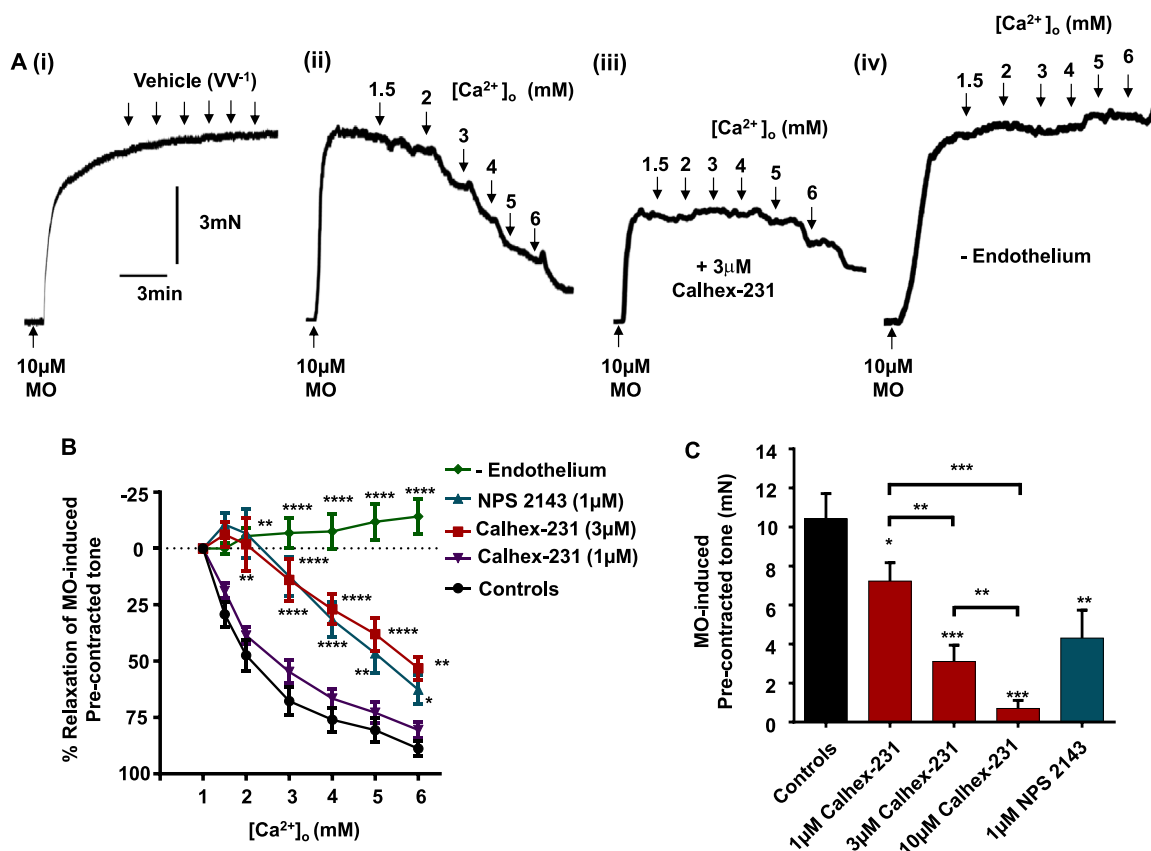 A (i)
Vehicle (VV-1)
3mN
3min
10µM
MO
(ii)
[Ca2+]o (mM)
1.5
2
3
4
5
6
10µM
MO
(iii)
[Ca2+]o (mM)
1.5 2 3 4 5 6
+ 3µM
Calhex-231
10µM
MO
(iv)
[Ca2+]o (mM)
1.5 2 3 4 5 6
- Endothelium
10µM
MO
B
% Relaxation of MO-induced
Pre-contracted tone
-25
0
25
50
75
100
1 2 3 4 5 6
[Ca2+]o (mM)
** **** **** **** ****
****
**
****
****
****
****
**
**
*
- Endothelium
NPS 2143 (1µM)
Calhex-231 (3µM)
Calhex-231 (1µM)
Controls
C
MO-induced
Pre-contracted tone (mN)
14
12
10
8
6
4
2
0
***
**
*
**
***
***
**
Controls
1µM Calhex-231
3µM Calhex-231
10µM Calhex-231
1µM NPS 2143